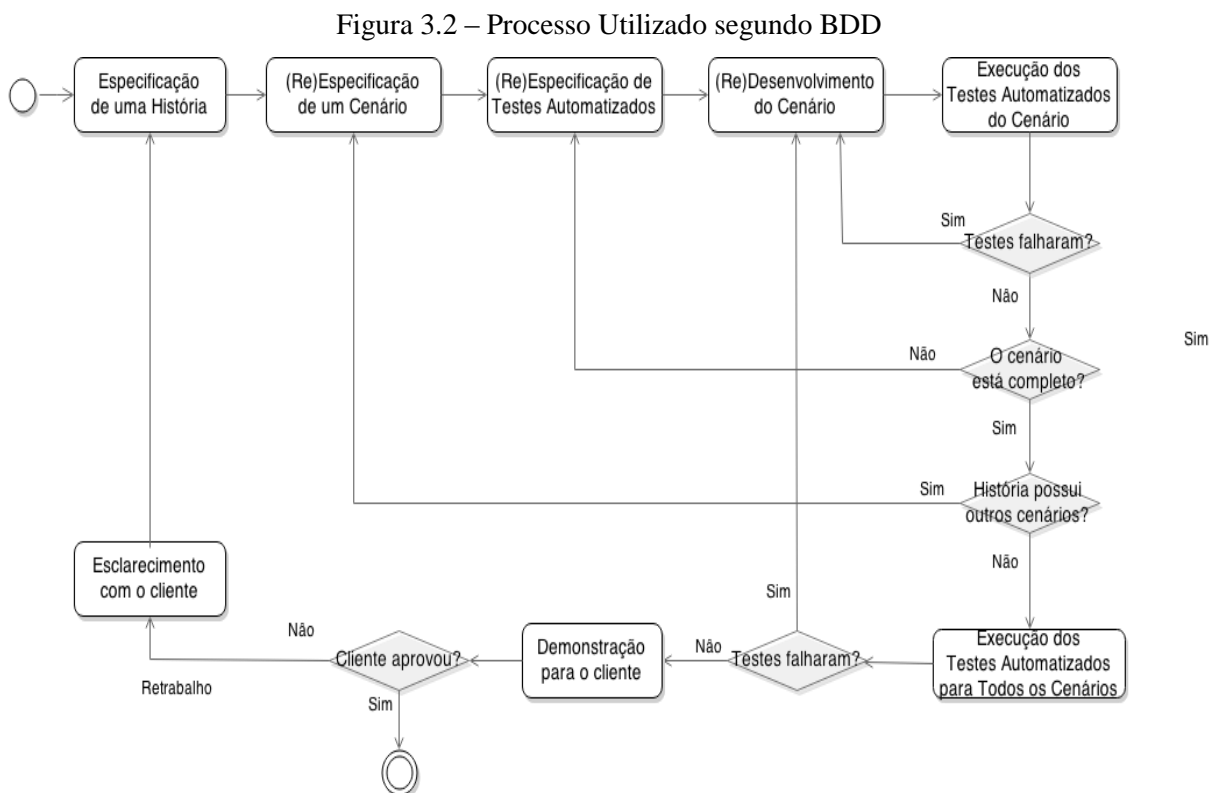 Figura 3.2 – Processo Utilizado segundo BDD
Especificação
de uma História
(Re)Especificação
de um Cenário
(Re)Especificação de
Testes Automatizados
(Re)Desenvolvimento
do Cenário
Execução dos
Testes Automatizados
do Cenário
Sim
Testes falharam?
Não
Sim
Não
O cenário
está completo?
Sim
Sim
História possui
outros cenários?
Não
Esclarecimento
com o cliente
Sim
Execução dos
Testes Automatizados
para Todos os Cenários
Testes falharam?
Não
Demonstração
para o cliente
Cliente aprovou?
Não
Retrabalho
Sim